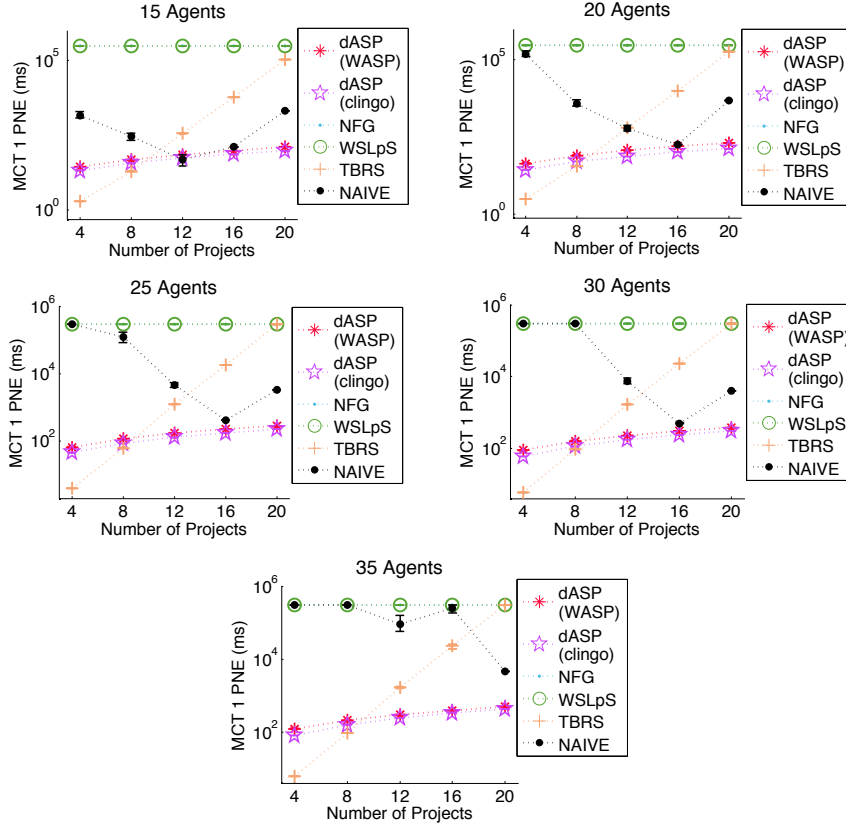 15 Agents
MCT 1 PNE (ms)
10^5
10^0
4 8 12 16 20
Number of Projects
dASP
(WASP)
dASP
(clingo)
NFG
WSLpS
TBRS
NAIVE
20 Agents
MCT 1 PNE (ms)
10^5
10^0
4 8 12 16 20
Number of Projects
dASP
(WASP)
dASP
(clingo)
NFG
WSLpS
TBRS
NAIVE
25 Agents
MCT 1 PNE (ms)
10^6
10^4
10^2
4 8 12 16 20
Number of Projects
dASP
(WASP)
dASP
(clingo)
NFG
WSLpS
TBRS
NAIVE
30 Agents
MCT 1 PNE (ms)
10^6
10^4
10^2
4 8 12 16 20
Number of Projects
dASP
(WASP)
dASP
(clingo)
NFG
WSLpS
TBRS
NAIVE
35 Agents
MCT 1 PNE (ms)
10^6
10^4
10^2
4 8 12 16 20
Number of Projects
dASP
(WASP)
dASP
(clingo)
NFG
WSLpS
TBRS
NAIVE